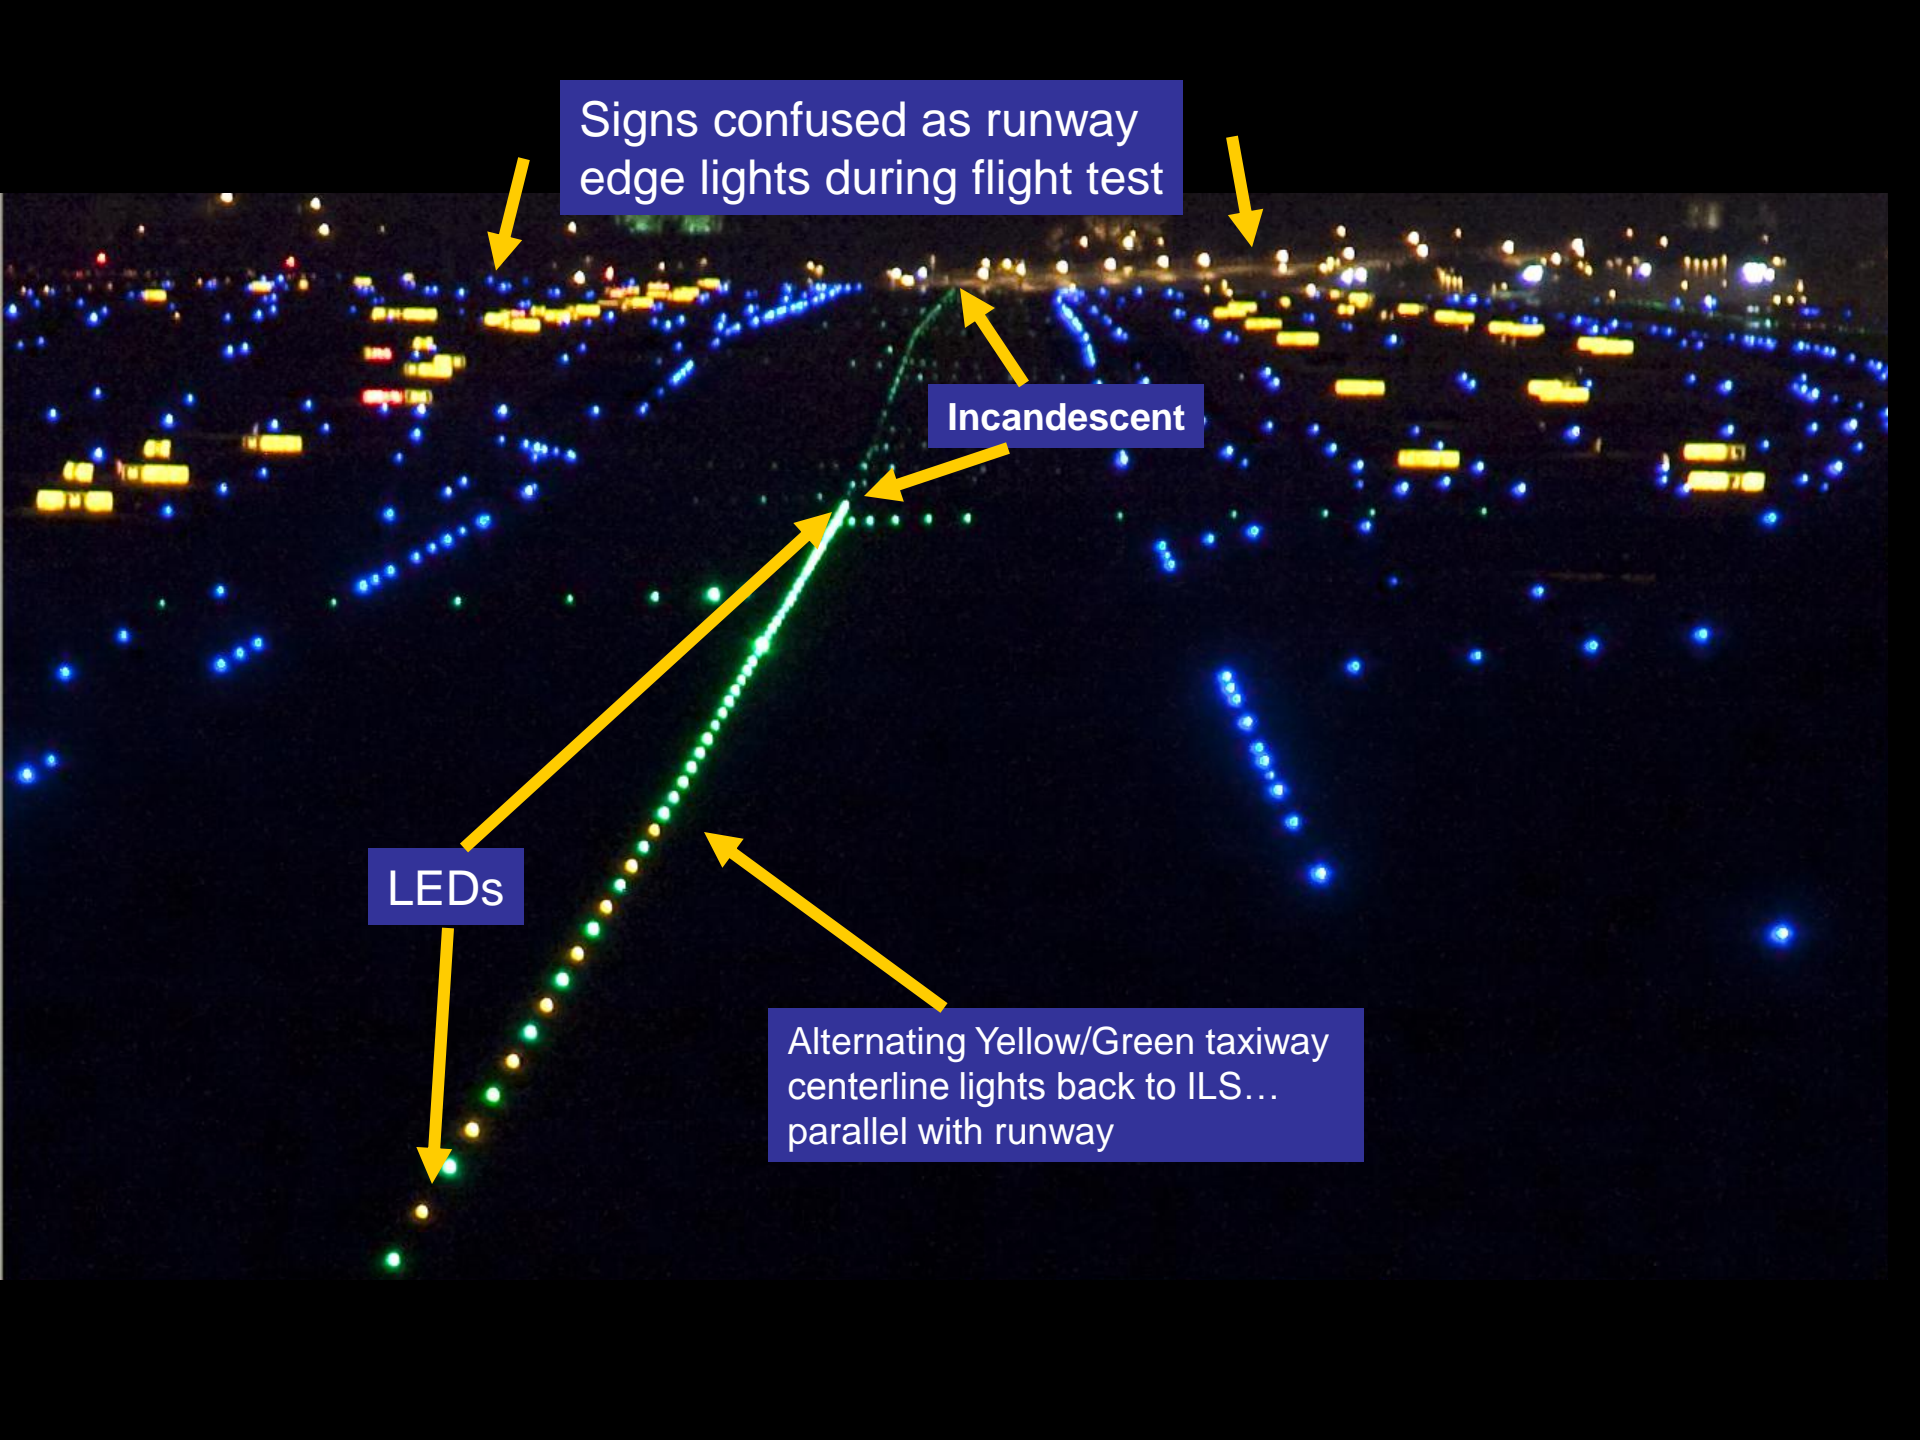 Signs confused as runway
edge lights during flight test
Incandescent
LEDs
Alternating Yellow/Green taxiway
centerline lights back to ILS…
parallel with runway